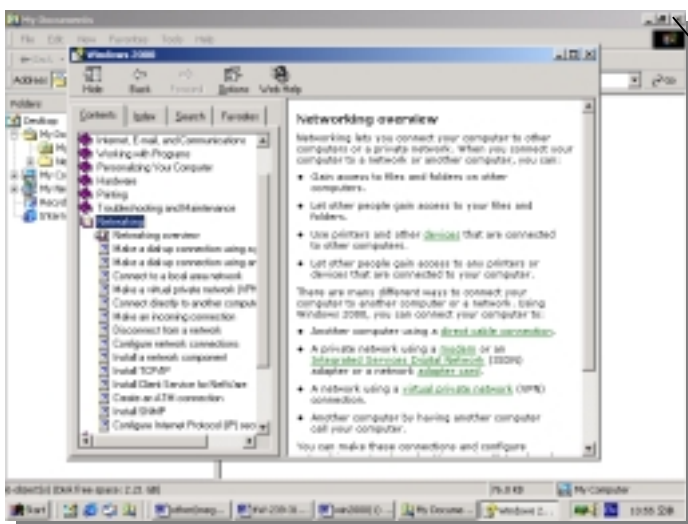 My Documents
File Edit View Favorites Tools Help
Address
Go
Folders
Desktop
Windows 2000
Hide Back Forward Options Web Help
Contents Index Search Favorites
Internet, E-mail, and Communications
Working with Programs
Personalizing Your Computer
Hardware
Printing
Troubleshooting and Maintenance
Networking
Networking overview
Make a dial-up connection using
Make a dial-up connection using
Connect to a local area network
Make a virtual private network (VPN
Connect directly to another comput
Make an incoming connection
Disconnect from a network
Configure network connections
Install a network component
Install TCP/IP
Install Client Service for NetWare
Create an ATM connection
Install SNMP
Configure Internet Protocol (IP) sec
Networking overview
Networking lets you connect your computer to other
computers or a private network. When you connect your
computer to a network or another computer, you can:
Gain access to files and folders on other
computers.
Let other people gain access to your files and
folders.
Use printers and other devices that are connected
to other computers.
Let other people gain access to any printers or
devices that are connected to your computer.
There are many different ways to connect your
computer to another computer or a network. Using
Windows 2000, you can connect your computer to:
Another computer using a direct cable connection.
A private network using a modem or an
Integrated Services Digital Network (ISDN)
adapter or a network adapter card.
A network using a virtual private network (VPN)
connection.
Another computer by having another computer
call your computer.
You can make these connections and configure
object(s) (Disk free space: 2.21 GB)
My Computer
Start
My Docume...
Windows 2...